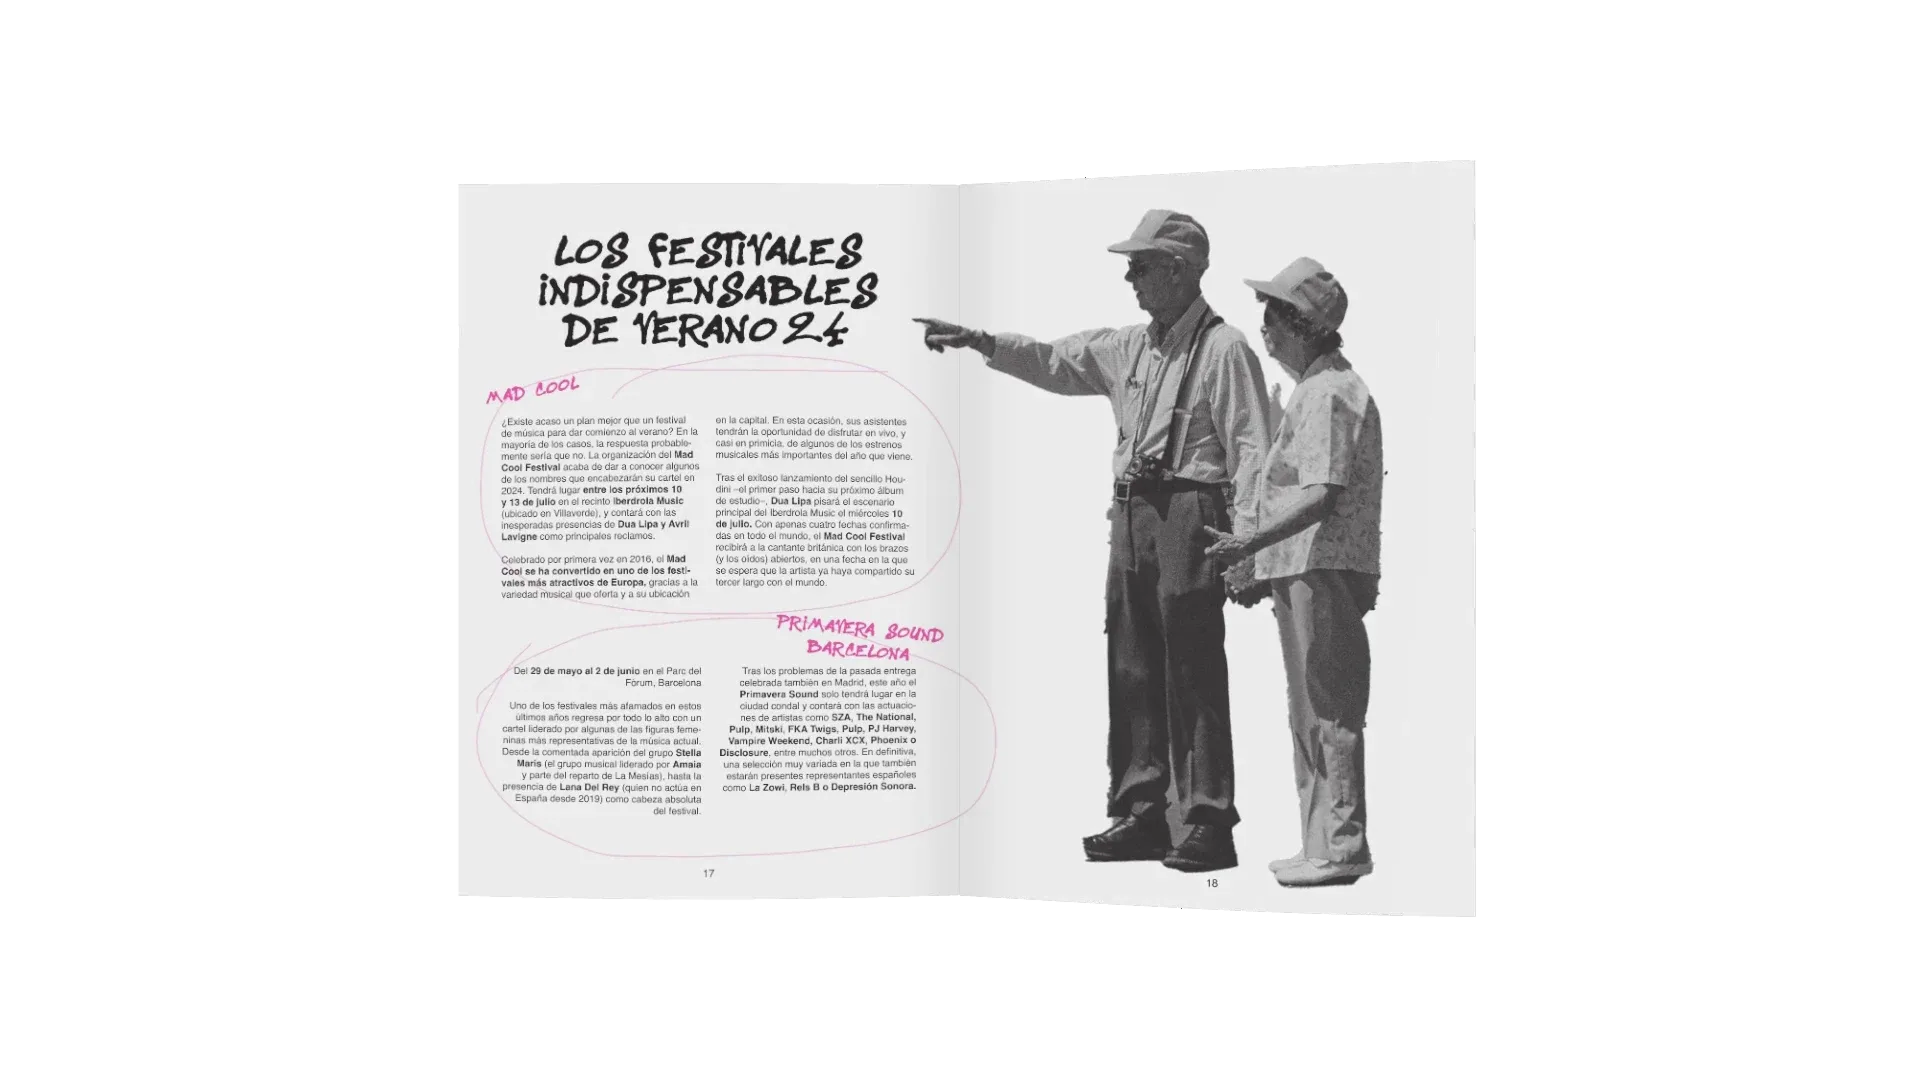 LOS FESTIVALES
INDISPENSABLES
DE VERANO 24
MAD COOL
¿Existe acaso un plan mejor que un festival
de música para dar comienzo al verano? En la
mayoría de los casos, la respuesta probable-
mente sería que no. La organización del Mad
Cool Festival acaba de dar a conocer algunos
de los nombres que encabezarán su cartel en
2024. Tendrá lugar entre los próximos 10
y 13 de julio en el recinto Iberdrola Music
(ubicado en Villaverde), y contará con las
inesperadas presencias de Dua Lipa y Avril
Lavigne como principales reclamos.
Celebrado por primera vez en 2016, el Mad
Cool se ha convertido en uno de los festi-
vales más atractivos de Europa, gracias a la
variedad musical que oferta y a su ubicación
en la capital. En esta ocasión, sus asistentes
tendrán la oportunidad de disfrutar en vivo, y
casi en primicia, de algunos de los estrenos
musicales más importantes del año que viene.
Tras el exitoso lanzamiento del sencillo Hou-
dini –el primer paso hacia su próximo álbum
de estudio–, Dua Lipa pisará el escenario
principal del Iberdrola Music el miércoles 10
de julio. Con apenas cuatro fechas confirma-
das en todo el mundo, el Mad Cool Festival
recibirá a la cantante británica con los brazos
(y los oídos) abiertos, en una fecha en la que
se espera que la artista ya haya compartido su
tercer largo con el mundo.
PRIMAVERA SOUND
BARCELONA
Del 29 de mayo al 2 de junio en el Parc del
Fòrum, Barcelona
Uno de los festivales más afamados en estos
últimos años regresa por todo lo alto con un
cartel liderado por algunas de las figuras feme-
ninas más representativas de la música actual.
Desde la comentada aparición del grupo Stella
Maris (el grupo musical liderado por Amaia
y parte del reparto de La Mesías), hasta la
presencia de Lana Del Rey (quien no actúa en
España desde 2019) como cabeza absoluta
del festival.
Tras los problemas de la pasada entrega
celebrada también en Madrid, este año el
Primavera Sound solo tendrá lugar en la
ciudad condal y contará con las actuacio-
nes de artistas como SZA, The National,
Pulp, Mitski, FKA Twigs, Pulp, PJ Harvey,
Vampire Weekend, Charli XCX, Phoenix o
Disclosure, entre muchos otros. En definitiva,
una selección muy variada en la que también
estarán presentes representantes españoles
como La Zowi, Rels B o Depresión Sonora.
17
18